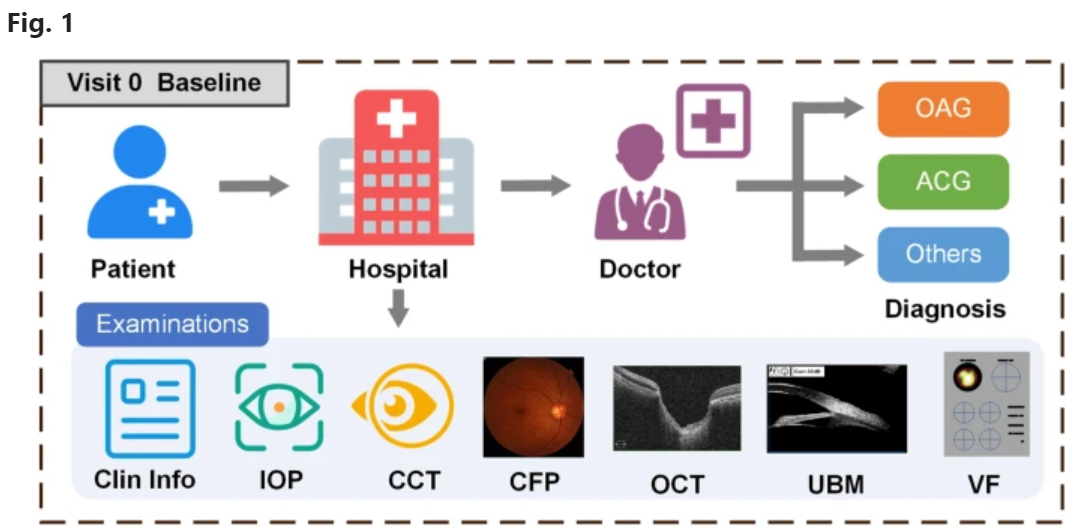 Fig. 1
Visit 0 Baseline
Patient
Hospital
Doctor
OAG
ACG
Others
Diagnosis
Examinations
Clin Info
IOP
CCT
CFP
OCT
UBM
VF